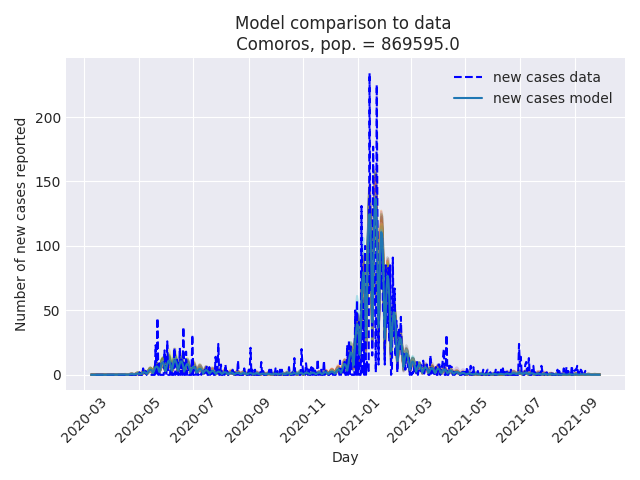 Model comparison to data
Comoros, pop. = 869595.0
new cases data
new cases model
Number of new cases reported
200
150
100
50
0
2020-03
2020-05
2020-07
2020-09
2020-11
2021-01
2021-03
2021-05
2021-07
2021-09
Day